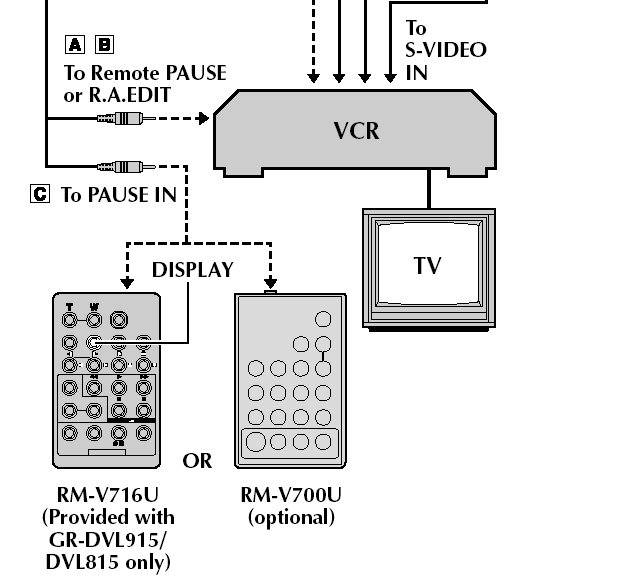 To
S-VIDEO
IN
A B
To Remote PAUSE
or R.A.EDIT
VCR
C To PAUSE IN
TV
DISPLAY
T W
OR
RM-V716U
(Provided with
GR-DVL915/
DVL815 only)
RM-V700U
(optional)